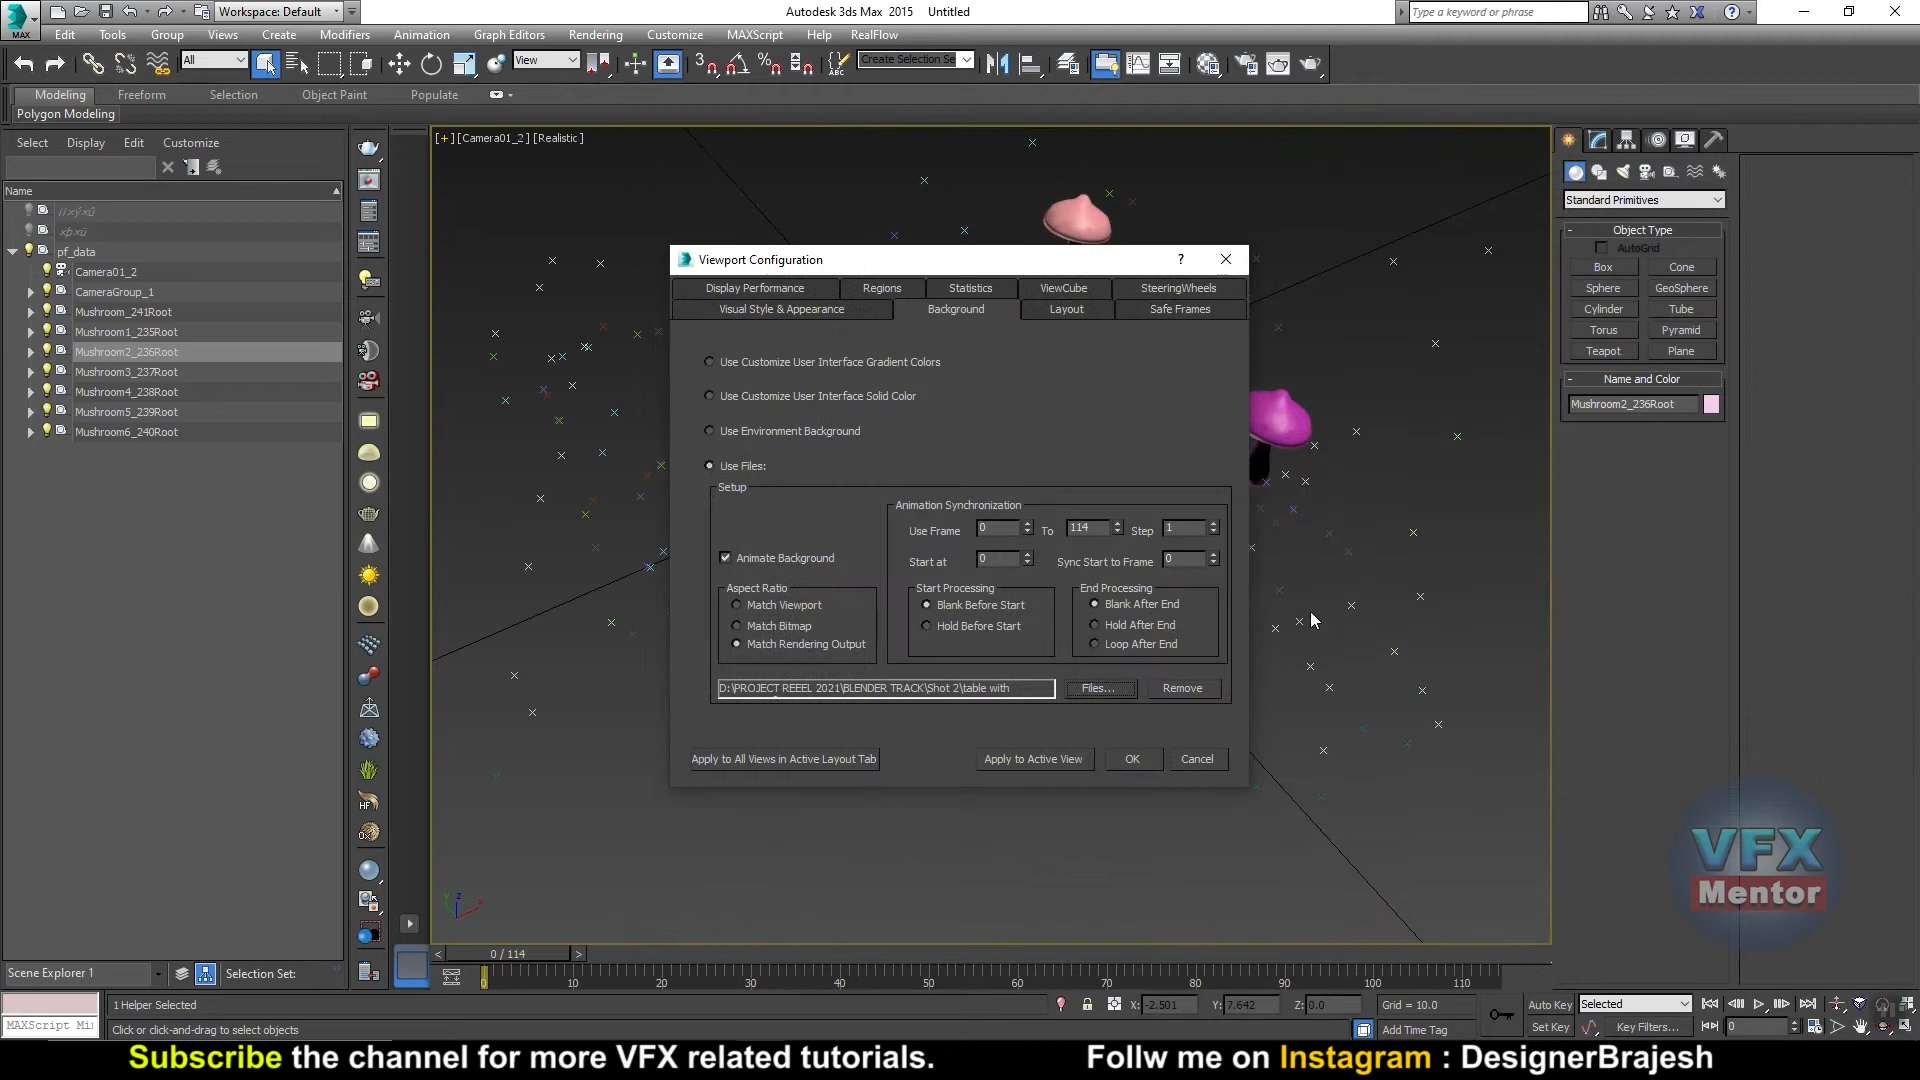 Workspace: Default
Autodesk 3ds Max 2015 Untitled
Type a keyword or phrase
MAX
Edit Tools Group Views Create Modifiers Animation Graph Editors Rendering Customize MAXScript Help RealFlow
All
View
Create Selection Se
Modeling Freeform Selection Object Paint Populate
Polygon Modeling
Select Display Edit Customize
Name
pf_data
Camera01_2
CameraGroup_1
Mushroom_241Root
Mushroom1_235Root
Mushroom2_236Root
Mushroom3_237Root
Mushroom4_238Root
Mushroom5_239Root
Mushroom6_240Root
[+] [Camera01_2] [Realistic]
Viewport Configuration
Display Performance Regions Statistics ViewCube SteeringWheels
Visual Style & Appearance Background Layout Safe Frames
Use Customize User Interface Gradient Colors
Use Customize User Interface Solid Color
Use Environment Background
Use Files:
Setup
Animation Synchronization
Use Frame 0 To 114 Step 1
Animate Background
Start at 0 Sync Start to Frame 0
Aspect Ratio
Match Viewport
Match Bitmap
Match Rendering Output
Start Processing
Blank Before Start
Hold Before Start
End Processing
Blank After End
Hold After End
Loop After End
D:\PROJECT REEEL 2021\BLENDER TRACK\Shot 2\table with
Files... Remove
Apply to All Views in Active Layout Tab Apply to Active View OK Cancel
Standard Primitives
Object Type
AutoGrid
Box Cone
Sphere GeoSphere
Cylinder Tube
Torus Pyramid
Teapot Plane
Name and Color
Mushroom2_236Root
VFX
Mentor
0 / 114
0 10 20 30 40 50 60 70 80 90 100 110
Scene Explorer 1 Selection Set:
1 Helper Selected
X: -2.501 Y: 7.642 Z: 0.0 Grid = 10.0
Auto Key Selected
MAXScript Mi
Click or click-and-drag to select objects
Add Time Tag
Set Key Key Filters... 0
Subscribe the channel for more VFX related tutorials.
Follw me on Instagram : DesignerBrajesh